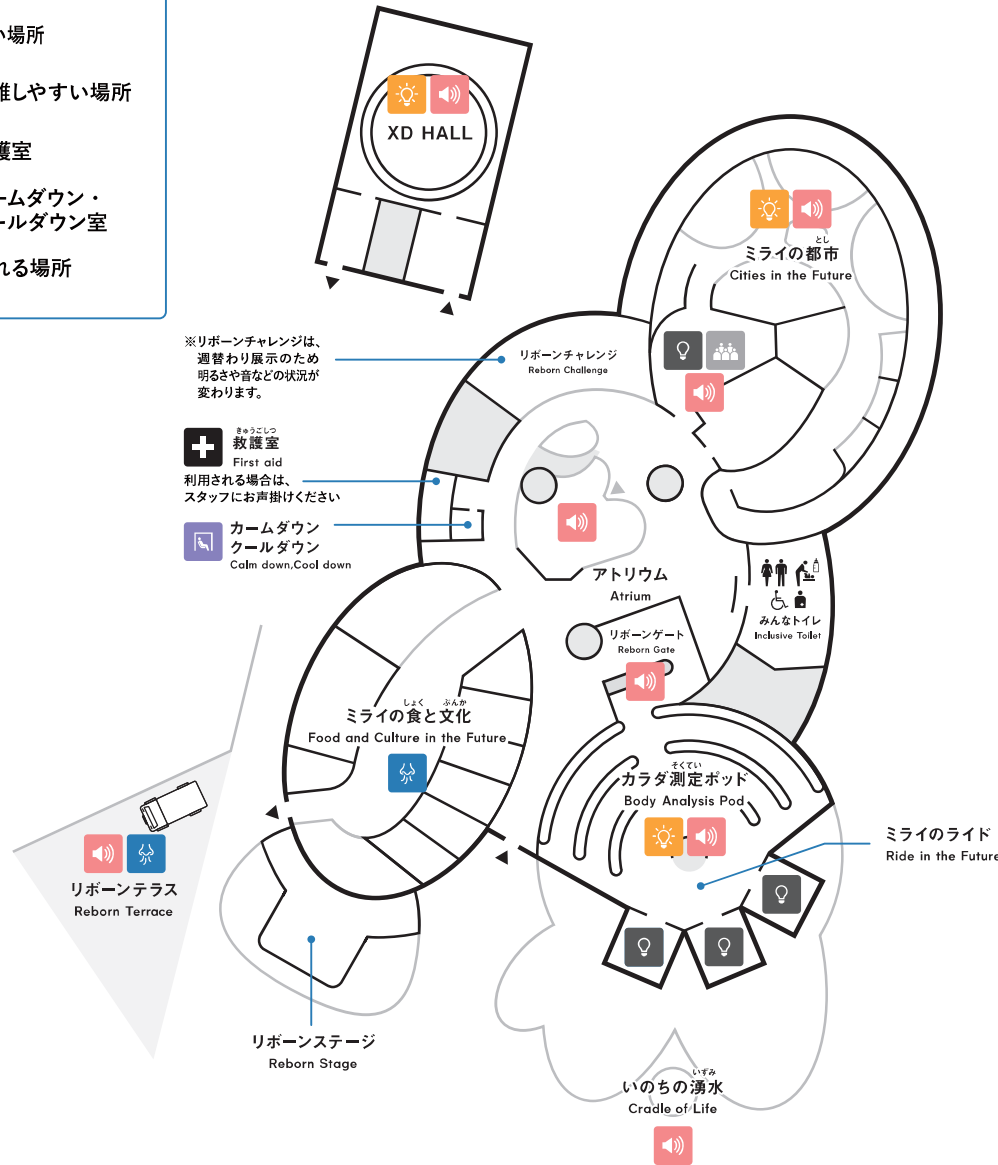 い場所
離しやすい場所
護室
ームダウン・
ールダウン室
れる場所
XD HALL
とし
ミライの都市
Cities in the Future
※リボーンチャレンジは、
週替わり展示のため
明るさや音などの状況が
変わります。
リボーンチャレンジ
Reborn Challenge
きゅうごしつ
救護室
First aid
利用される場合は、
スタッフにお声掛けください
カームダウン
クールダウン
Calm down,Cool down
アトリウム
Atrium
みんなトイレ
Inclusive Toilet
リボーンゲート
Reborn Gate
しょく ぶんか
ミライの食と文化
Food and Culture in the Future
そくてい
カラダ測定ポッド
Body Analysis Pod
ミライのライド
Ride in the Future
リボーンテラス
Reborn Terrace
リボーンステージ
Reborn Stage
いずみ
いのちの湧水
Cradle of Life